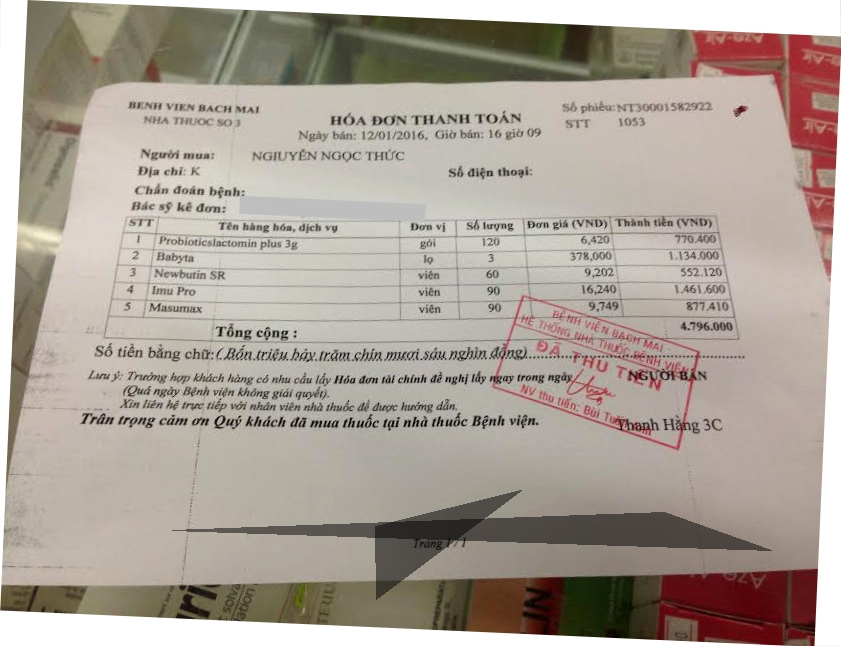 BENH VIEN BACH MAI
NHA THUOC SO 3
HÓA ĐƠN THANH TOÁN
Ngày bán: 12/01/2016, Giờ bán: 16 giờ 09
Số phiếu: NT30001582922
STT 1053
Người mua: NGIUYÊN NGỌC THỨC
Địa chỉ: K Số điện thoại:
Chẩn đoán bệnh:
Bác sỹ kê đơn:
STT Tên hàng hóa, dịch vụ Đơn vị Số lượng Đơn giá (VND) Thành tiền (VND)
1 Probioticslactomin plus 3g gói 120 6,420 770.400
2 Babyta lọ 3 378,000 1.134.000
3 Newbutin SR viên 60 9,202 552.120
4 Imu Pro viên 90 16,240 1.461.600
5 Masumax viên 90 9,749 877.410
Tổng cộng : 4.796.000
Số tiền bằng chữ: ( Bốn triệu bảy trăm chín mươi sáu nghìn đồng)
Lưu ý: Trường hợp khách hàng có nhu cầu lấy Hóa đơn tài chính đề nghị lấy ngay trong ngày
(Quá ngày Bệnh viện không giải quyết).
Xin liên hệ trực tiếp với nhân viên nhà thuốc để được hướng dẫn.
Trân trọng cảm ơn Quý khách đã mua thuốc tại nhà thuốc Bệnh viện.
NGƯỜI BÁN
Thanh Hằng 3C
BỆNH VIỆN BẠCH MAI
HỆ THỐNG NHÀ THUỐC BỆNH VIỆN
ĐÃ THU TIỀN
NV thu tiền: Bùi
Trang 1 / 1